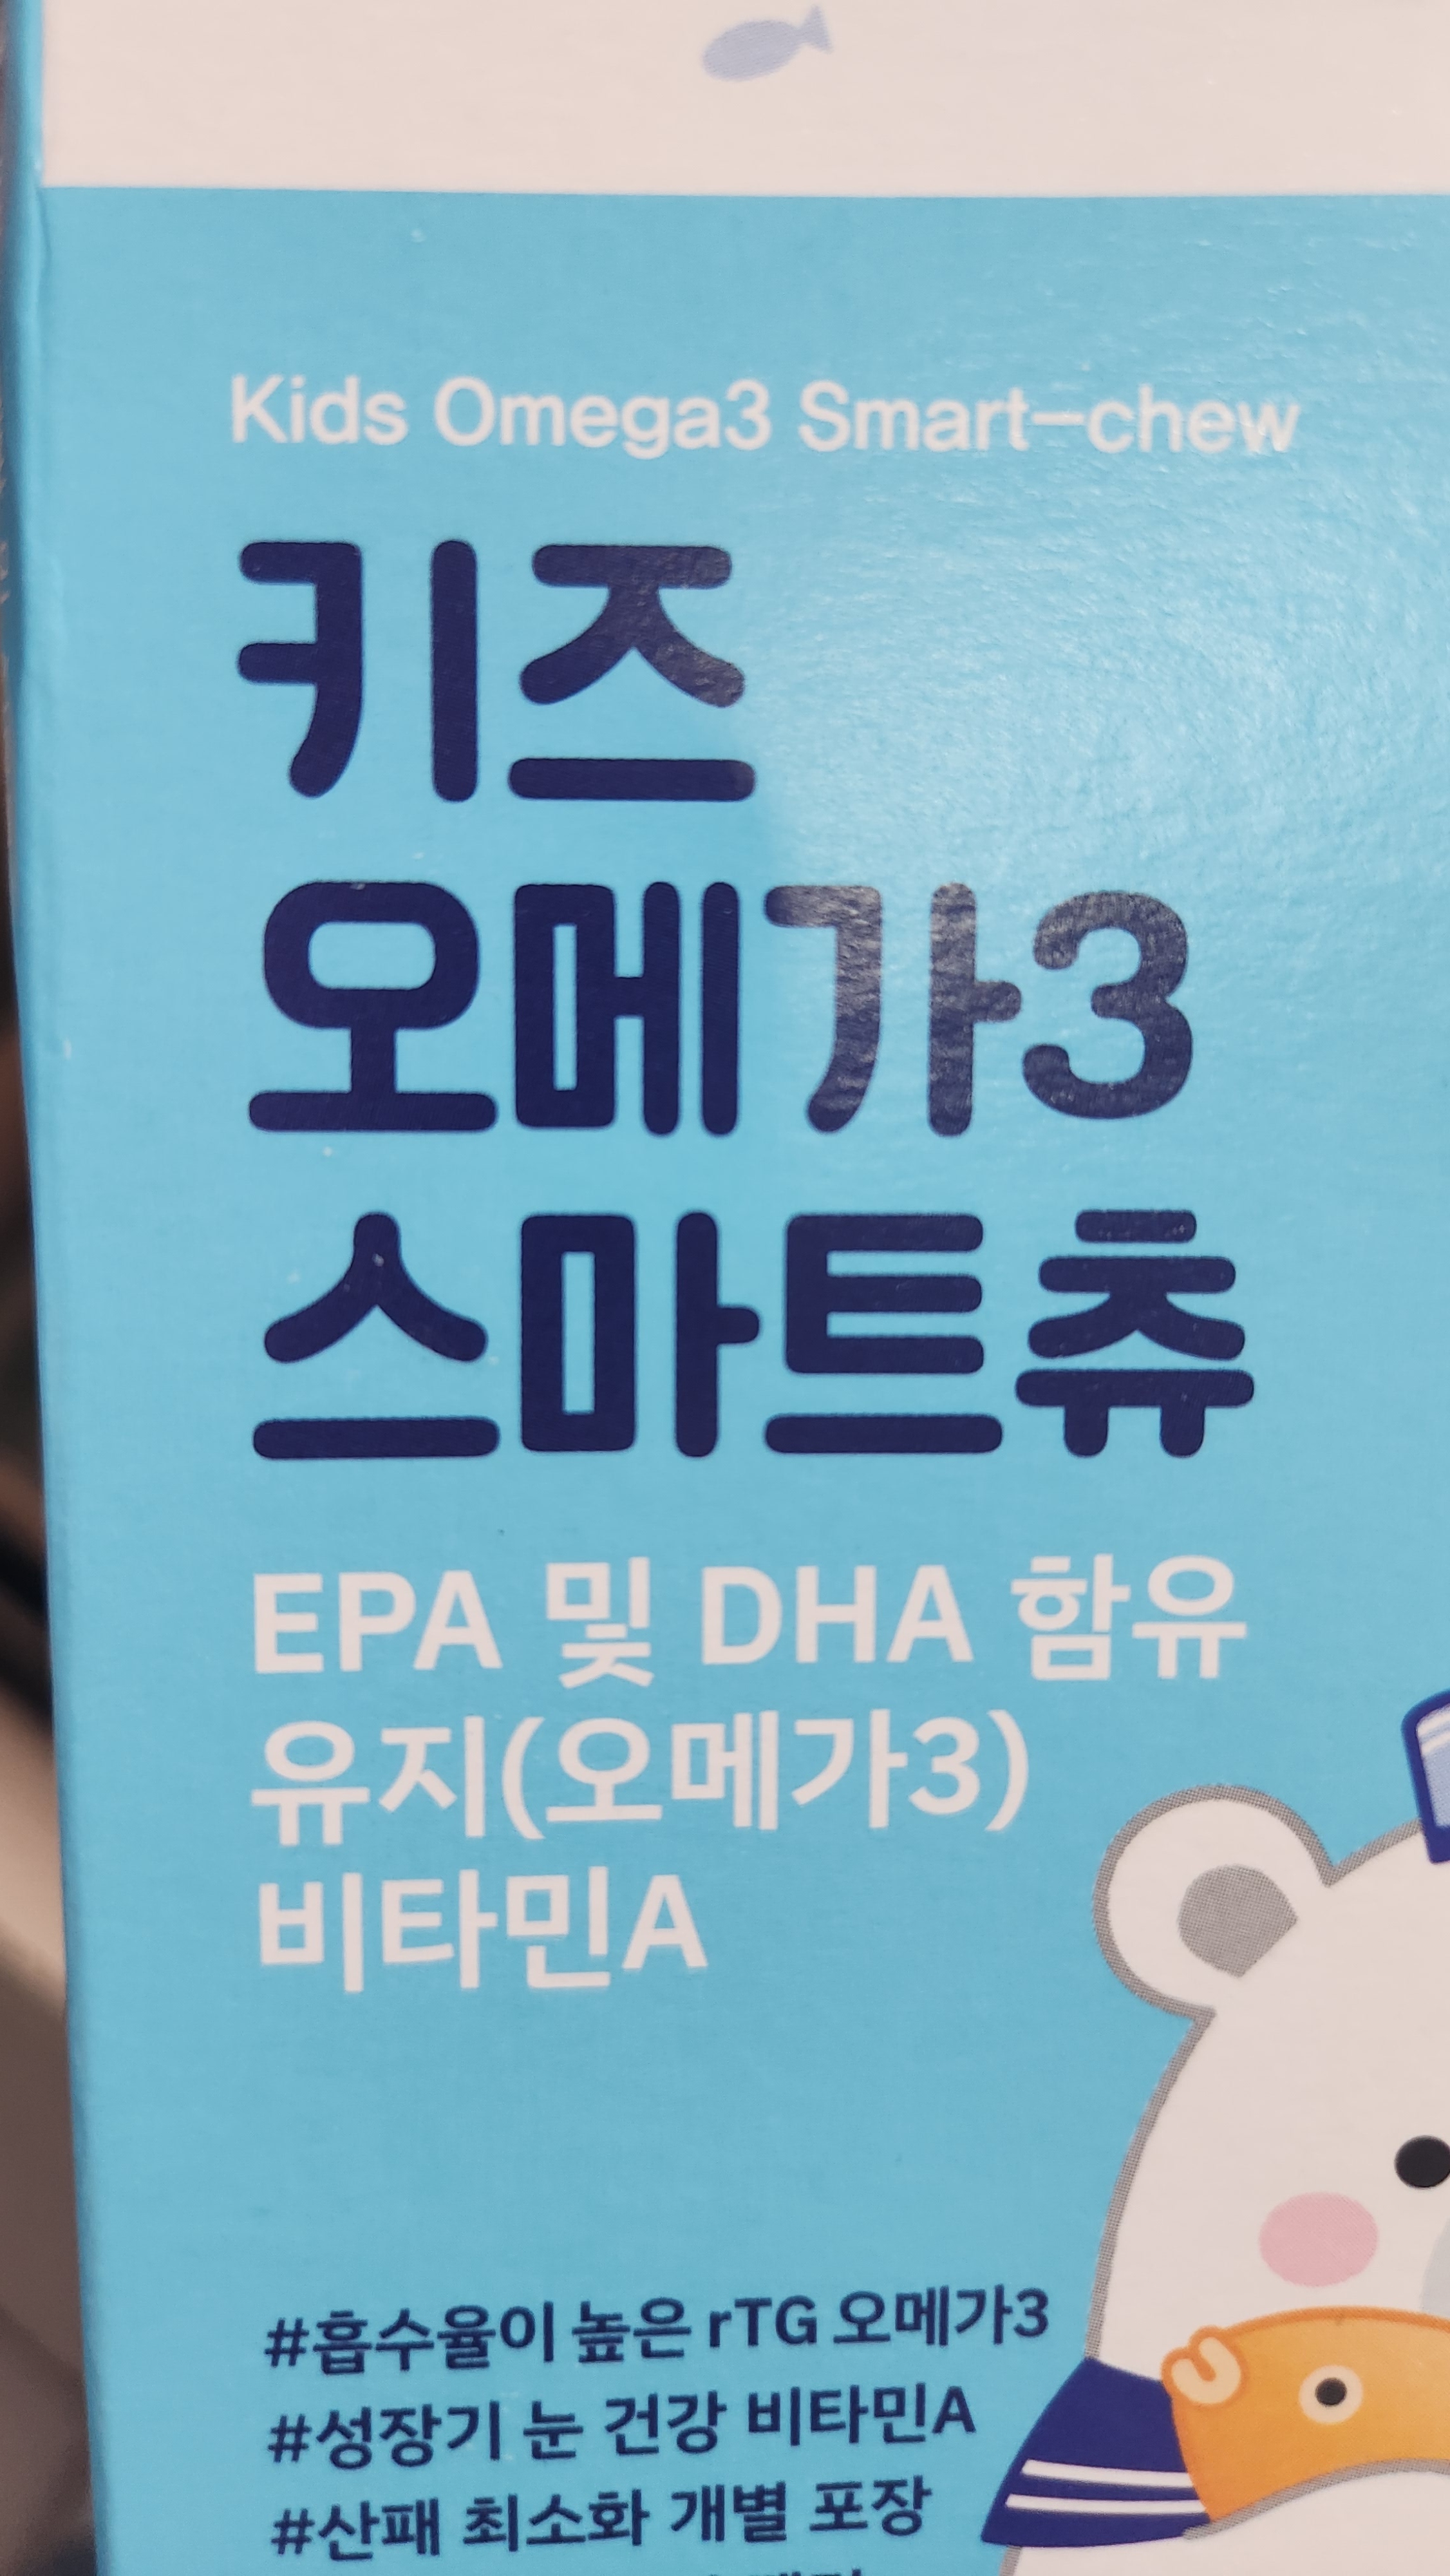 Kids Omega3 Smart-chew
키즈
오메가3
스마트츄
EPA 및 DHA 함유
유지(오메가3)
비타민A
#흡수율이 높은 rTG 오메가3
#성장기 눈 건강 비타민A
#산패 최소화 개별 포장